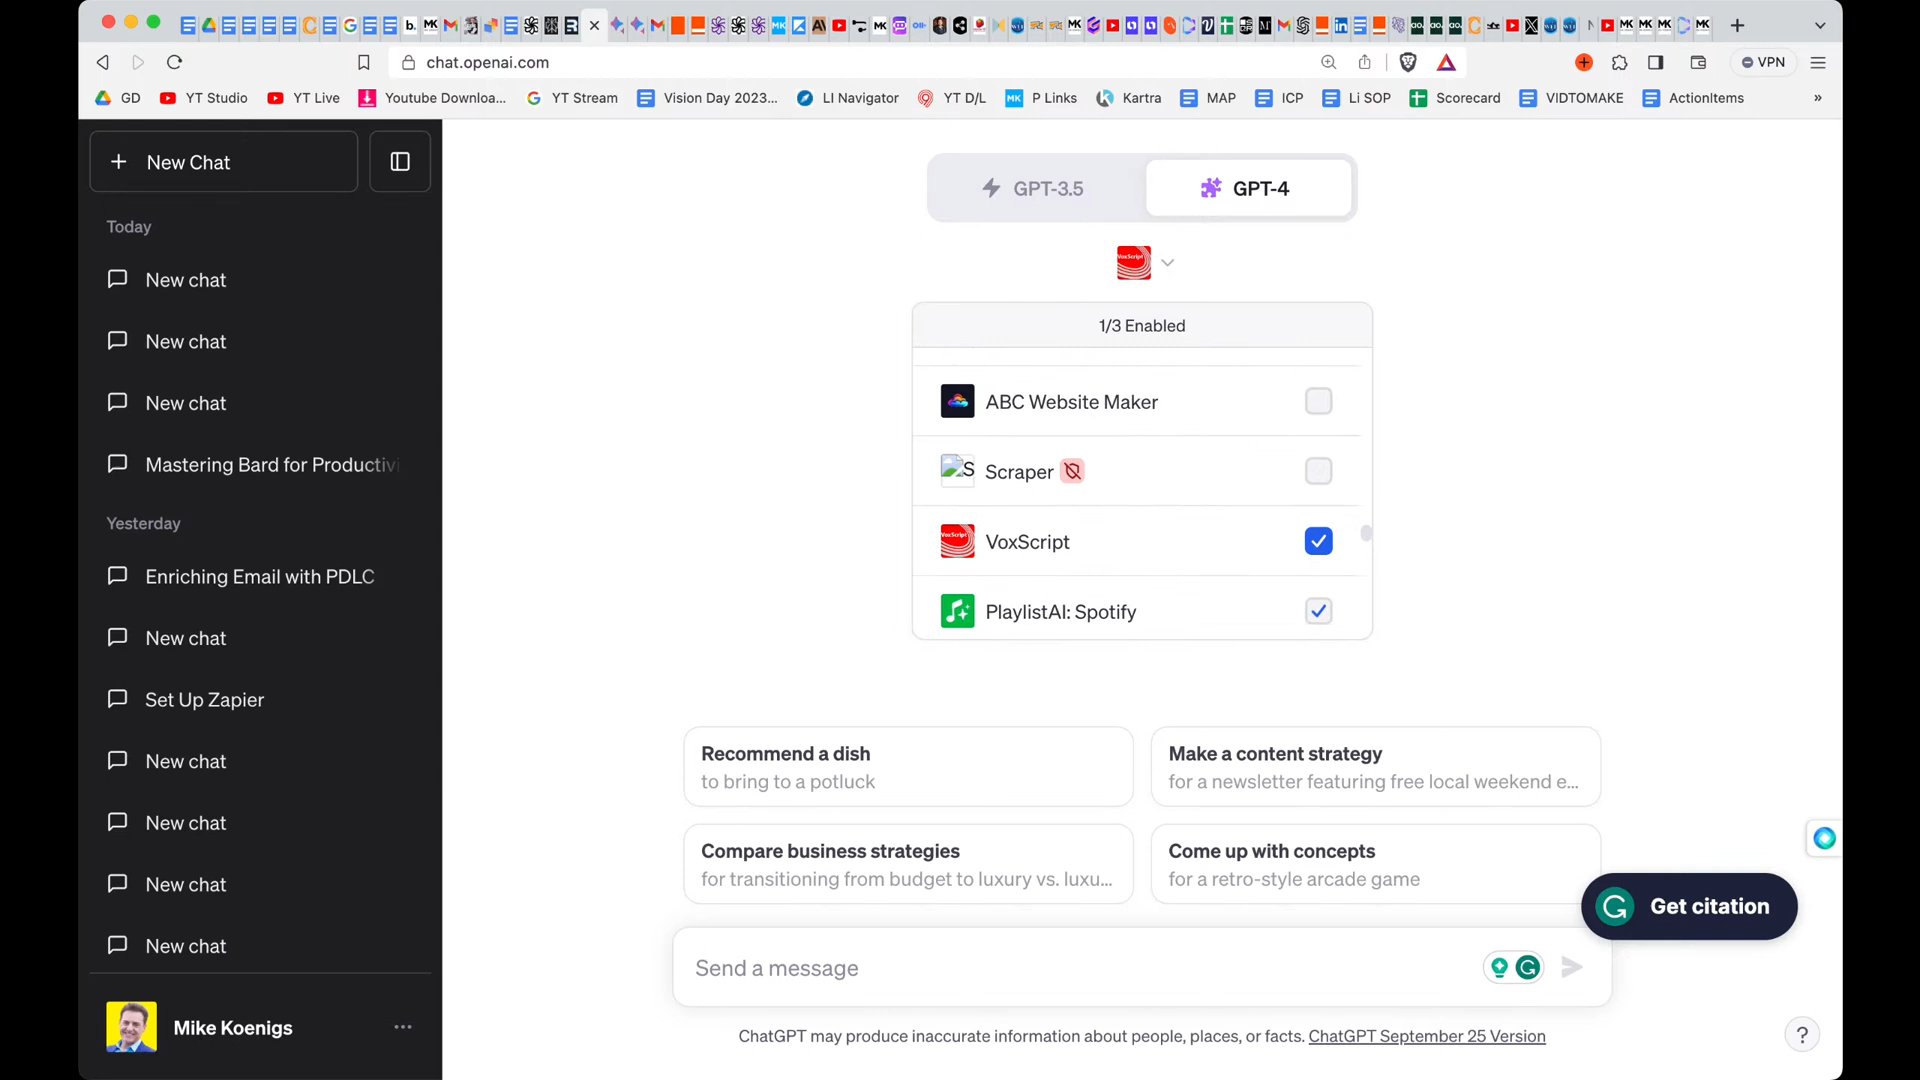 chat.openai.com
VPN
GD
YT Studio
YT Live
Youtube Downloa...
YT Stream
Vision Day 2023...
LI Navigator
YT D/L
MK
P Links
Kartra
MAP
ICP
Li SOP
Scorecard
VIDTOMAKE
ActionItems
»
New Chat
GPT-3.5
GPT-4
Today
New chat
New chat
New chat
Mastering Bard for Productivi
Yesterday
Enriching Email with PDLC
New chat
Set Up Zapier
New chat
New chat
New chat
New chat
Mike Koenigs
VoxScript
1/3 Enabled
ABC Website Maker
S
Scraper
VoxScript
VoxScript
PlaylistAI: Spotify
Recommend a dish
to bring to a potluck
Make a content strategy
for a newsletter featuring free local weekend e...
Compare business strategies
for transitioning from budget to luxury vs. luxu...
Come up with concepts
for a retro-style arcade game
Get citation
Send a message
ChatGPT may produce inaccurate information about people, places, or facts. ChatGPT September 25 Version
?